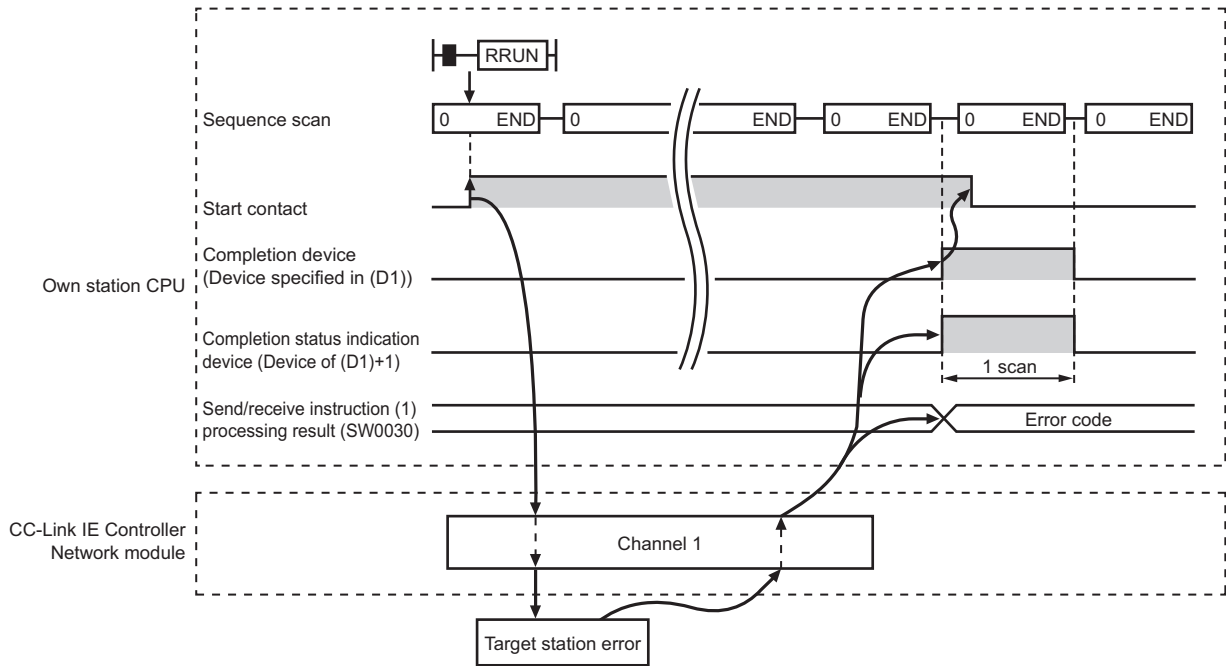 RRUN
Sequence scan
0 END 0 END 0 END 0 END 0 END
Start contact
Completion device
(Device specified in (D1))
Own station CPU
Completion status indication
device (Device of (D1)+1)
1 scan
Send/receive instruction (1)
processing result (SW0030)
Error code
CC-Link IE Controller
Network module
Channel 1
Target station error